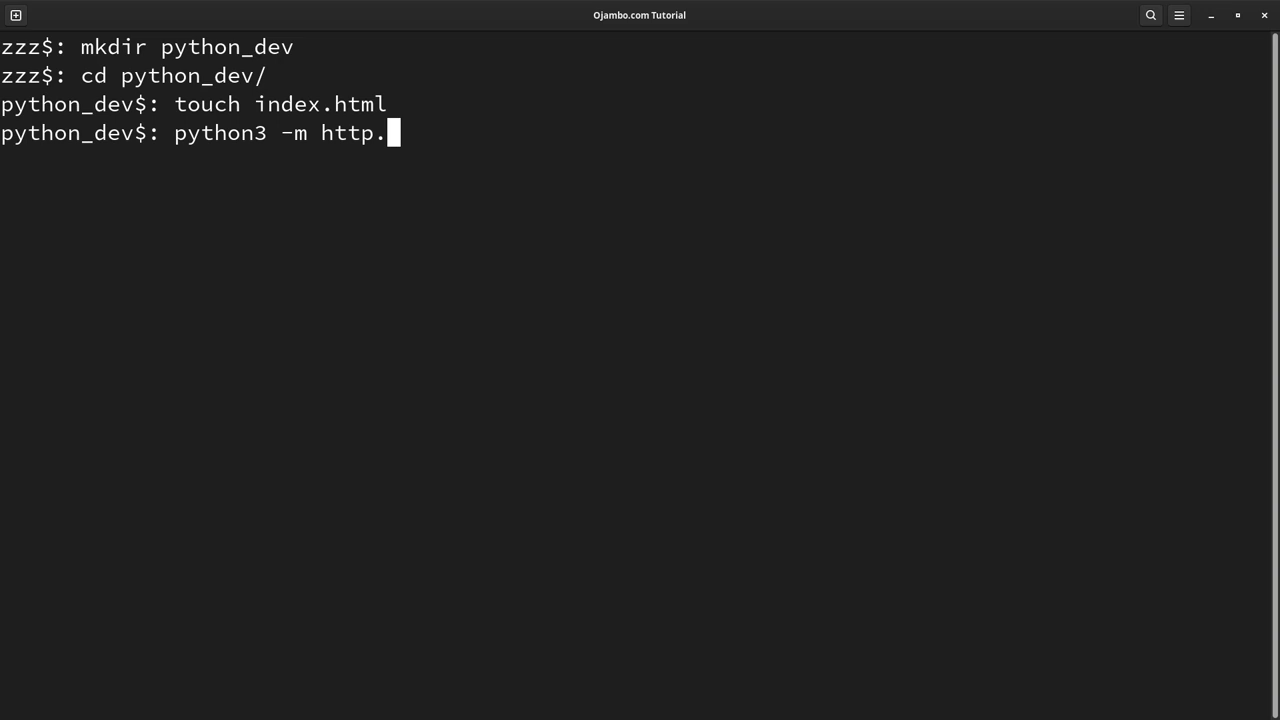 Ojambo.com Tutorial
zzz$: mkdir python_dev
zzz$: cd python_dev/
python_dev$: touch index.html
python_dev$: python3 -m http.